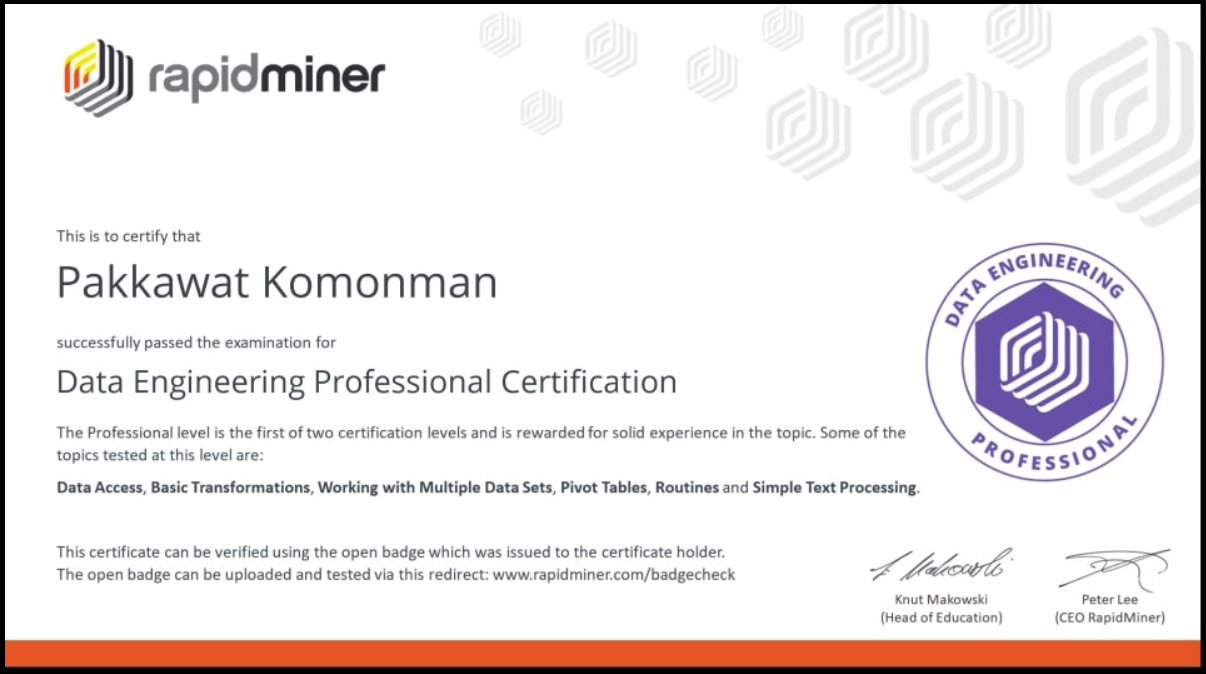 rapidminer
This is to certify that
Pakkawat Komonman
successfully passed the examination for
Data Engineering Professional Certification
The Professional level is the first of two certification levels and is rewarded for solid experience in the topic. Some of the
topics tested at this level are:
Data Access, Basic Transformations, Working with Multiple Data Sets, Pivot Tables, Routines and Simple Text Processing.
DATA ENGINEERING
PROFESSIONAL
This certificate can be verified using the open badge which was issued to the certificate holder.
The open badge can be uploaded and tested via this redirect: www.rapidminer.com/badgecheck
Knut Makowski
(Head of Education)
Peter Lee
(CEO RapidMiner)